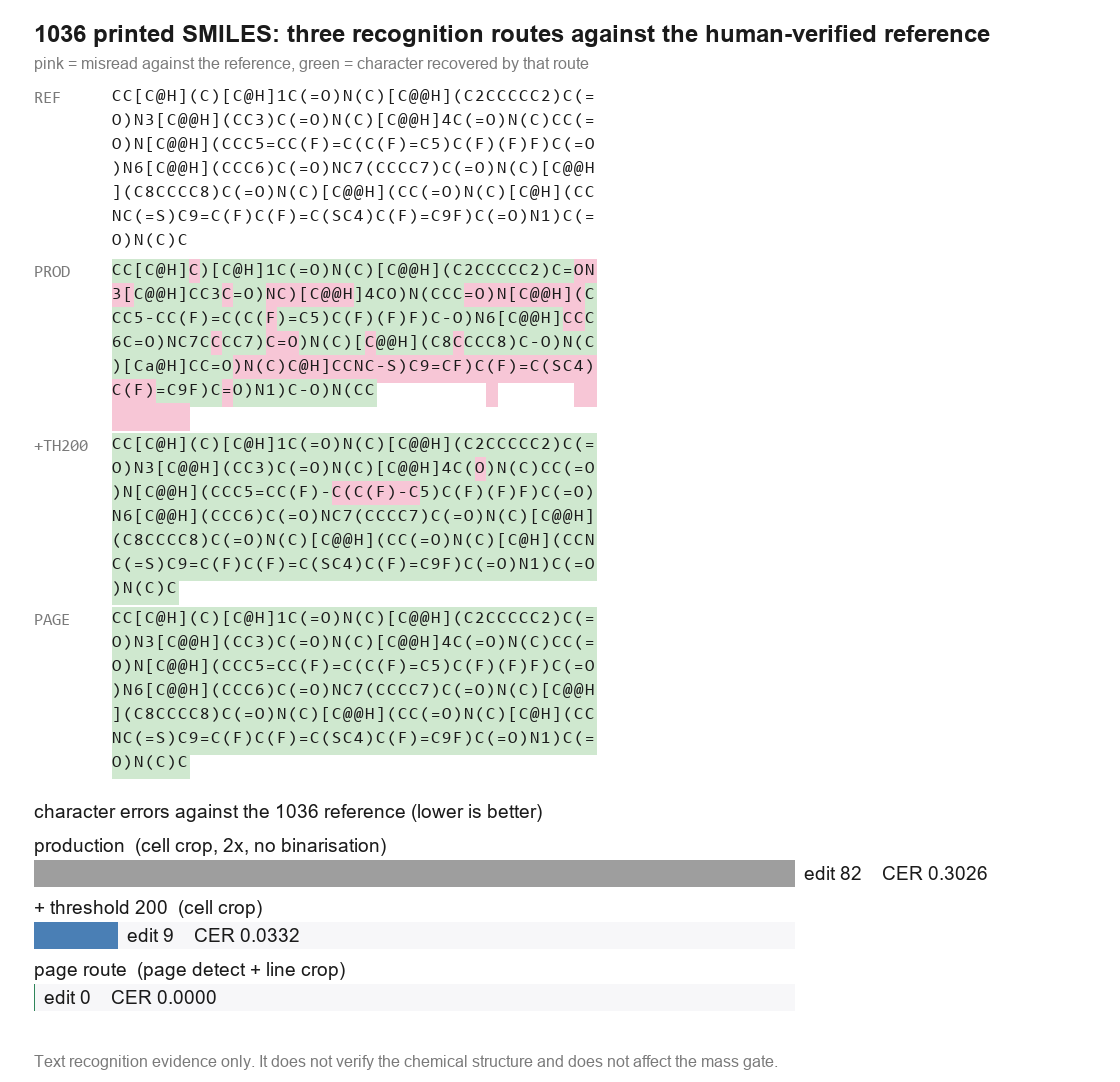 1036 printed SMILES: three recognition routes against the human-verified reference
pink = misread against the reference, green = character recovered by that route
REF
CC[C@H](C)[C@H]1C(=O)N(C)[C@@H](C2CCCCC2)C(=
O)N3[C@@H](CC3)C(=O)N(C)[C@@H]4C(=O)N(C)CC(=
O)N[C@@H](CCC5=CC(F)=C(C(F)=C5)C(F)(F)F)C(=O
)N6[C@@H](CCC6)C(=O)NC7(CCCC7)C(=O)N(C)[C@@H
](C8CCCC8)C(=O)N(C)[C@@H](CC(=O)N(C)[C@H](CC
NC(=S)C9=C(F)C(F)=C(SC4)C(F)=C9F)C(=O)N1)C(=
O)N(C)C
PROD
CC[C@H]C)[C@H]1C(=O)N(C)[C@@H](C2CCCCC2)C=ON
3[C@@H]CC3C=O)NC)[C@@H]4CO)N(CCC=O)N[C@@H](C
CC5-CC(F)=C(C(F)=C5)C(F)(F)F)C-O)N6[C@@H]CCC
6C=O)NC7CCCCC7)C=O)N(C)[C@@H](C8CCCC8)C-O)N(C
)[Ca@H]CC=O)N(C)C@H]CCNC-S)C9=CF)C(F)=C(SC4)
C(F)=C9F)C=O)N1)C-O)N(CC
+TH200
CC[C@H](C)[C@H]1C(=O)N(C)[C@@H](C2CCCCC2)C(=
O)N3[C@@H](CC3)C(=O)N(C)[C@@H]4C(O)N(C)CC(=O
)N[C@@H](CCC5=CC(F)-C(C(F)-C5)C(F)(F)F)C(=O)
N6[C@@H](CCC6)C(=O)NC7(CCCC7)C(=O)N(C)[C@@H]
(C8CCCC8)C(=O)N(C)[C@@H](CC(=O)N(C)[C@H](CCN
C(=S)C9=C(F)C(F)=C(SC4)C(F)=C9F)C(=O)N1)C(=O
)N(C)C
PAGE
CC[C@H](C)[C@H]1C(=O)N(C)[C@@H](C2CCCCC2)C(=
O)N3[C@@H](CC3)C(=O)N(C)[C@@H]4C(=O)N(C)CC(=
O)N[C@@H](CCC5=CC(F)=C(C(F)=C5)C(F)(F)F)C(=O
)N6[C@@H](CCC6)C(=O)NC7(CCCC7)C(=O)N(C)[C@@H
](C8CCCC8)C(=O)N(C)[C@@H](CC(=O)N(C)[C@H](CC
NC(=S)C9=C(F)C(F)=C(SC4)C(F)=C9F)C(=O)N1)C(=
O)N(C)C
character errors against the 1036 reference (lower is better)
production (cell crop, 2x, no binarisation)
edit 82 CER 0.3026
+ threshold 200 (cell crop)
edit 9 CER 0.0332
page route (page detect + line crop)
edit 0 CER 0.0000
Text recognition evidence only. It does not verify the chemical structure and does not affect the mass gate.